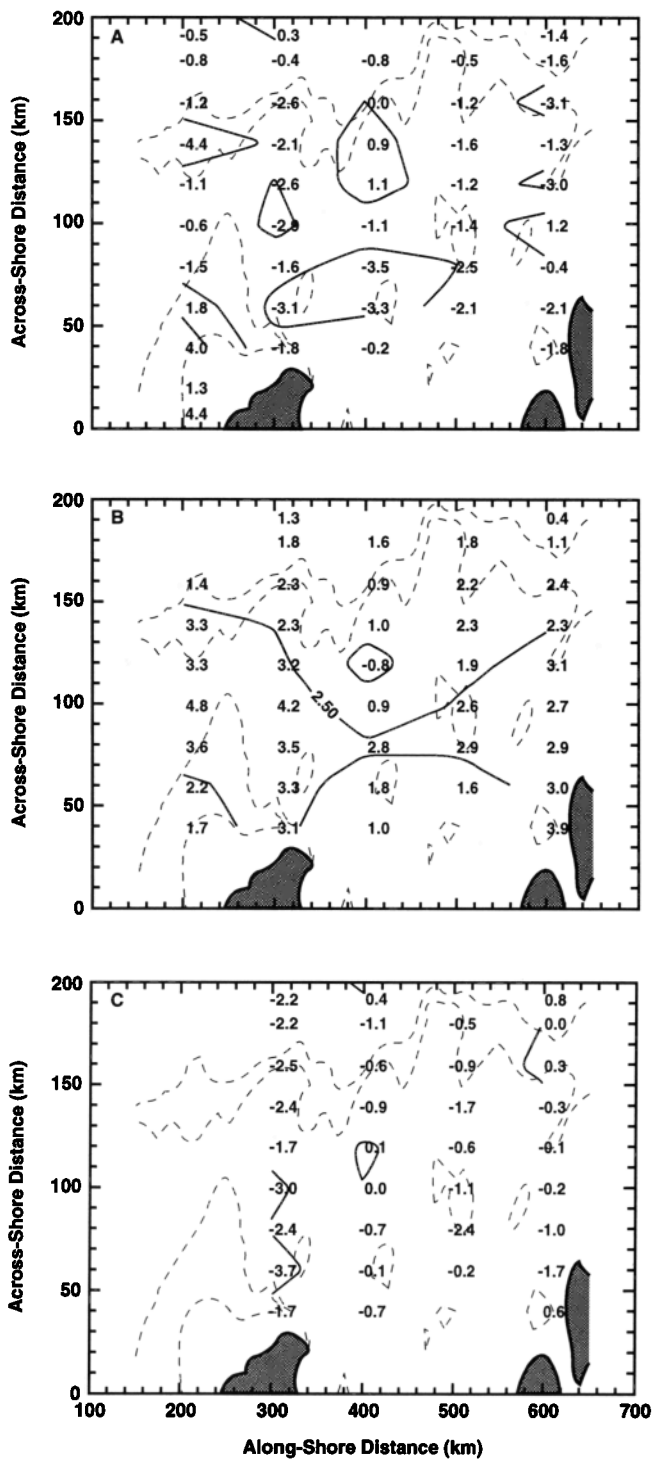 200
A
-0.5 0.3 -1.4
-0.8 -0.4 -0.8 -0.5 -1.6
-1.2 -2.6 0.0 -1.2 -3.1
150
-4.4 -2.1 0.9 -1.6 -1.3
-1.1 -2.6 1.1 -1.2 -3.0
100
-0.6 -1.1 -1.4 1.2
-1.5 -1.6 -3.5 -2.5 -0.4
1.8 -3.1 -3.3 -2.1 -2.1
50
4.0 -1.8 -0.2 -1.8
1.3
4.4
0
Across-Shore Distance (km)
200
B
1.3 0.4
1.8 1.6 1.8 1.1
1.4 2.3 0.9 2.2 2.4
150
3.3 2.3 1.0 2.3 2.3
3.3 3.2 -0.8 1.9 3.1
100
2.50
4.8 4.2 0.9 2.6 2.7
3.6 3.5 2.8 2.9 2.9
2.2 3.3 1.8 1.6 3.0
50
1.7 3.1 1.0 3.9
0
Across-Shore Distance (km)
200
C
-2.2 0.4 0.8
-2.2 -1.1 -0.5 0.0
-2.5 -0.6 -0.9 0.3
150
-2.4 -0.9 -1.7 -0.3
-1.7 0.1 -0.6 -0.1
100
-3.0 0.0 -1.1 -0.2
-2.4 -0.7 -2.4 -1.0
-3.7 -0.1 -0.2 -1.7
50
-1.7 -0.7 0.6
0
Across-Shore Distance (km)
100 200 300 400 500 600 700
Along-Shore Distance (km)